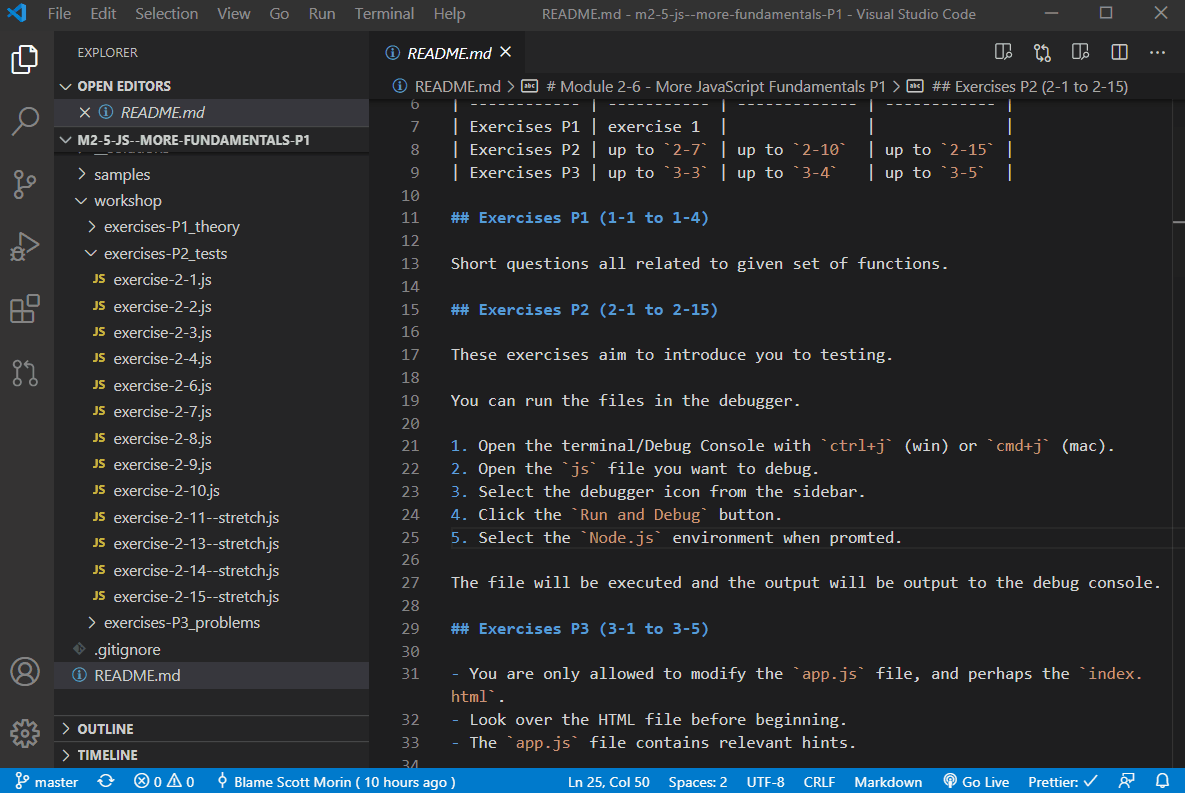 File Edit Selection View Go Run Terminal Help README.md - m2-5-js--more-fundamentals-P1 - Visual Studio Code
EXPLORER
OPEN EDITORS
README.md
M2-5-JS--MORE-FUNDAMENTALS-P1
samples
workshop
exercises-P1_theory
exercises-P2_tests
JS exercise-2-1.js
JS exercise-2-2.js
JS exercise-2-3.js
JS exercise-2-4.js
JS exercise-2-6.js
JS exercise-2-7.js
JS exercise-2-8.js
JS exercise-2-9.js
JS exercise-2-10.js
JS exercise-2-11--stretch.js
JS exercise-2-13--stretch.js
JS exercise-2-14--stretch.js
JS exercise-2-15--stretch.js
exercises-P3_problems
.gitignore
README.md
OUTLINE
TIMELINE
README.md
README.md > # Module 2-6 - More JavaScript Fundamentals P1 > ## Exercises P2 (2-1 to 2-15)
6 | ------------ | ----------- | ------------- | ------------ |
7 | Exercises P1 | exercise 1 | | |
8 | Exercises P2 | up to `2-7` | up to `2-10` | up to `2-15` |
9 | Exercises P3 | up to `3-3` | up to `3-4` | up to `3-5` |
10
11 ## Exercises P1 (1-1 to 1-4)
12
13 Short questions all related to given set of functions.
14
15 ## Exercises P2 (2-1 to 2-15)
16
17 These exercises aim to introduce you to testing.
18
19 You can run the files in the debugger.
20
21 1. Open the terminal/Debug Console with `ctrl+j` (win) or `cmd+j` (mac).
22 2. Open the `js` file you want to debug.
23 3. Select the debugger icon from the sidebar.
24 4. Click the `Run and Debug` button.
25 5. Select the `Node.js` environment when promted.
26
27 The file will be executed and the output will be output to the debug console.
28
29 ## Exercises P3 (3-1 to 3-5)
30
31 - You are only allowed to modify the `app.js` file, and perhaps the `index.
html`.
32 - Look over the HTML file before beginning.
33 - The `app.js` file contains relevant hints.
34
master 0 0 Blame Scott Morin ( 10 hours ago ) Ln 25, Col 50 Spaces: 2 UTF-8 CRLF Markdown Go Live Prettier: ✓